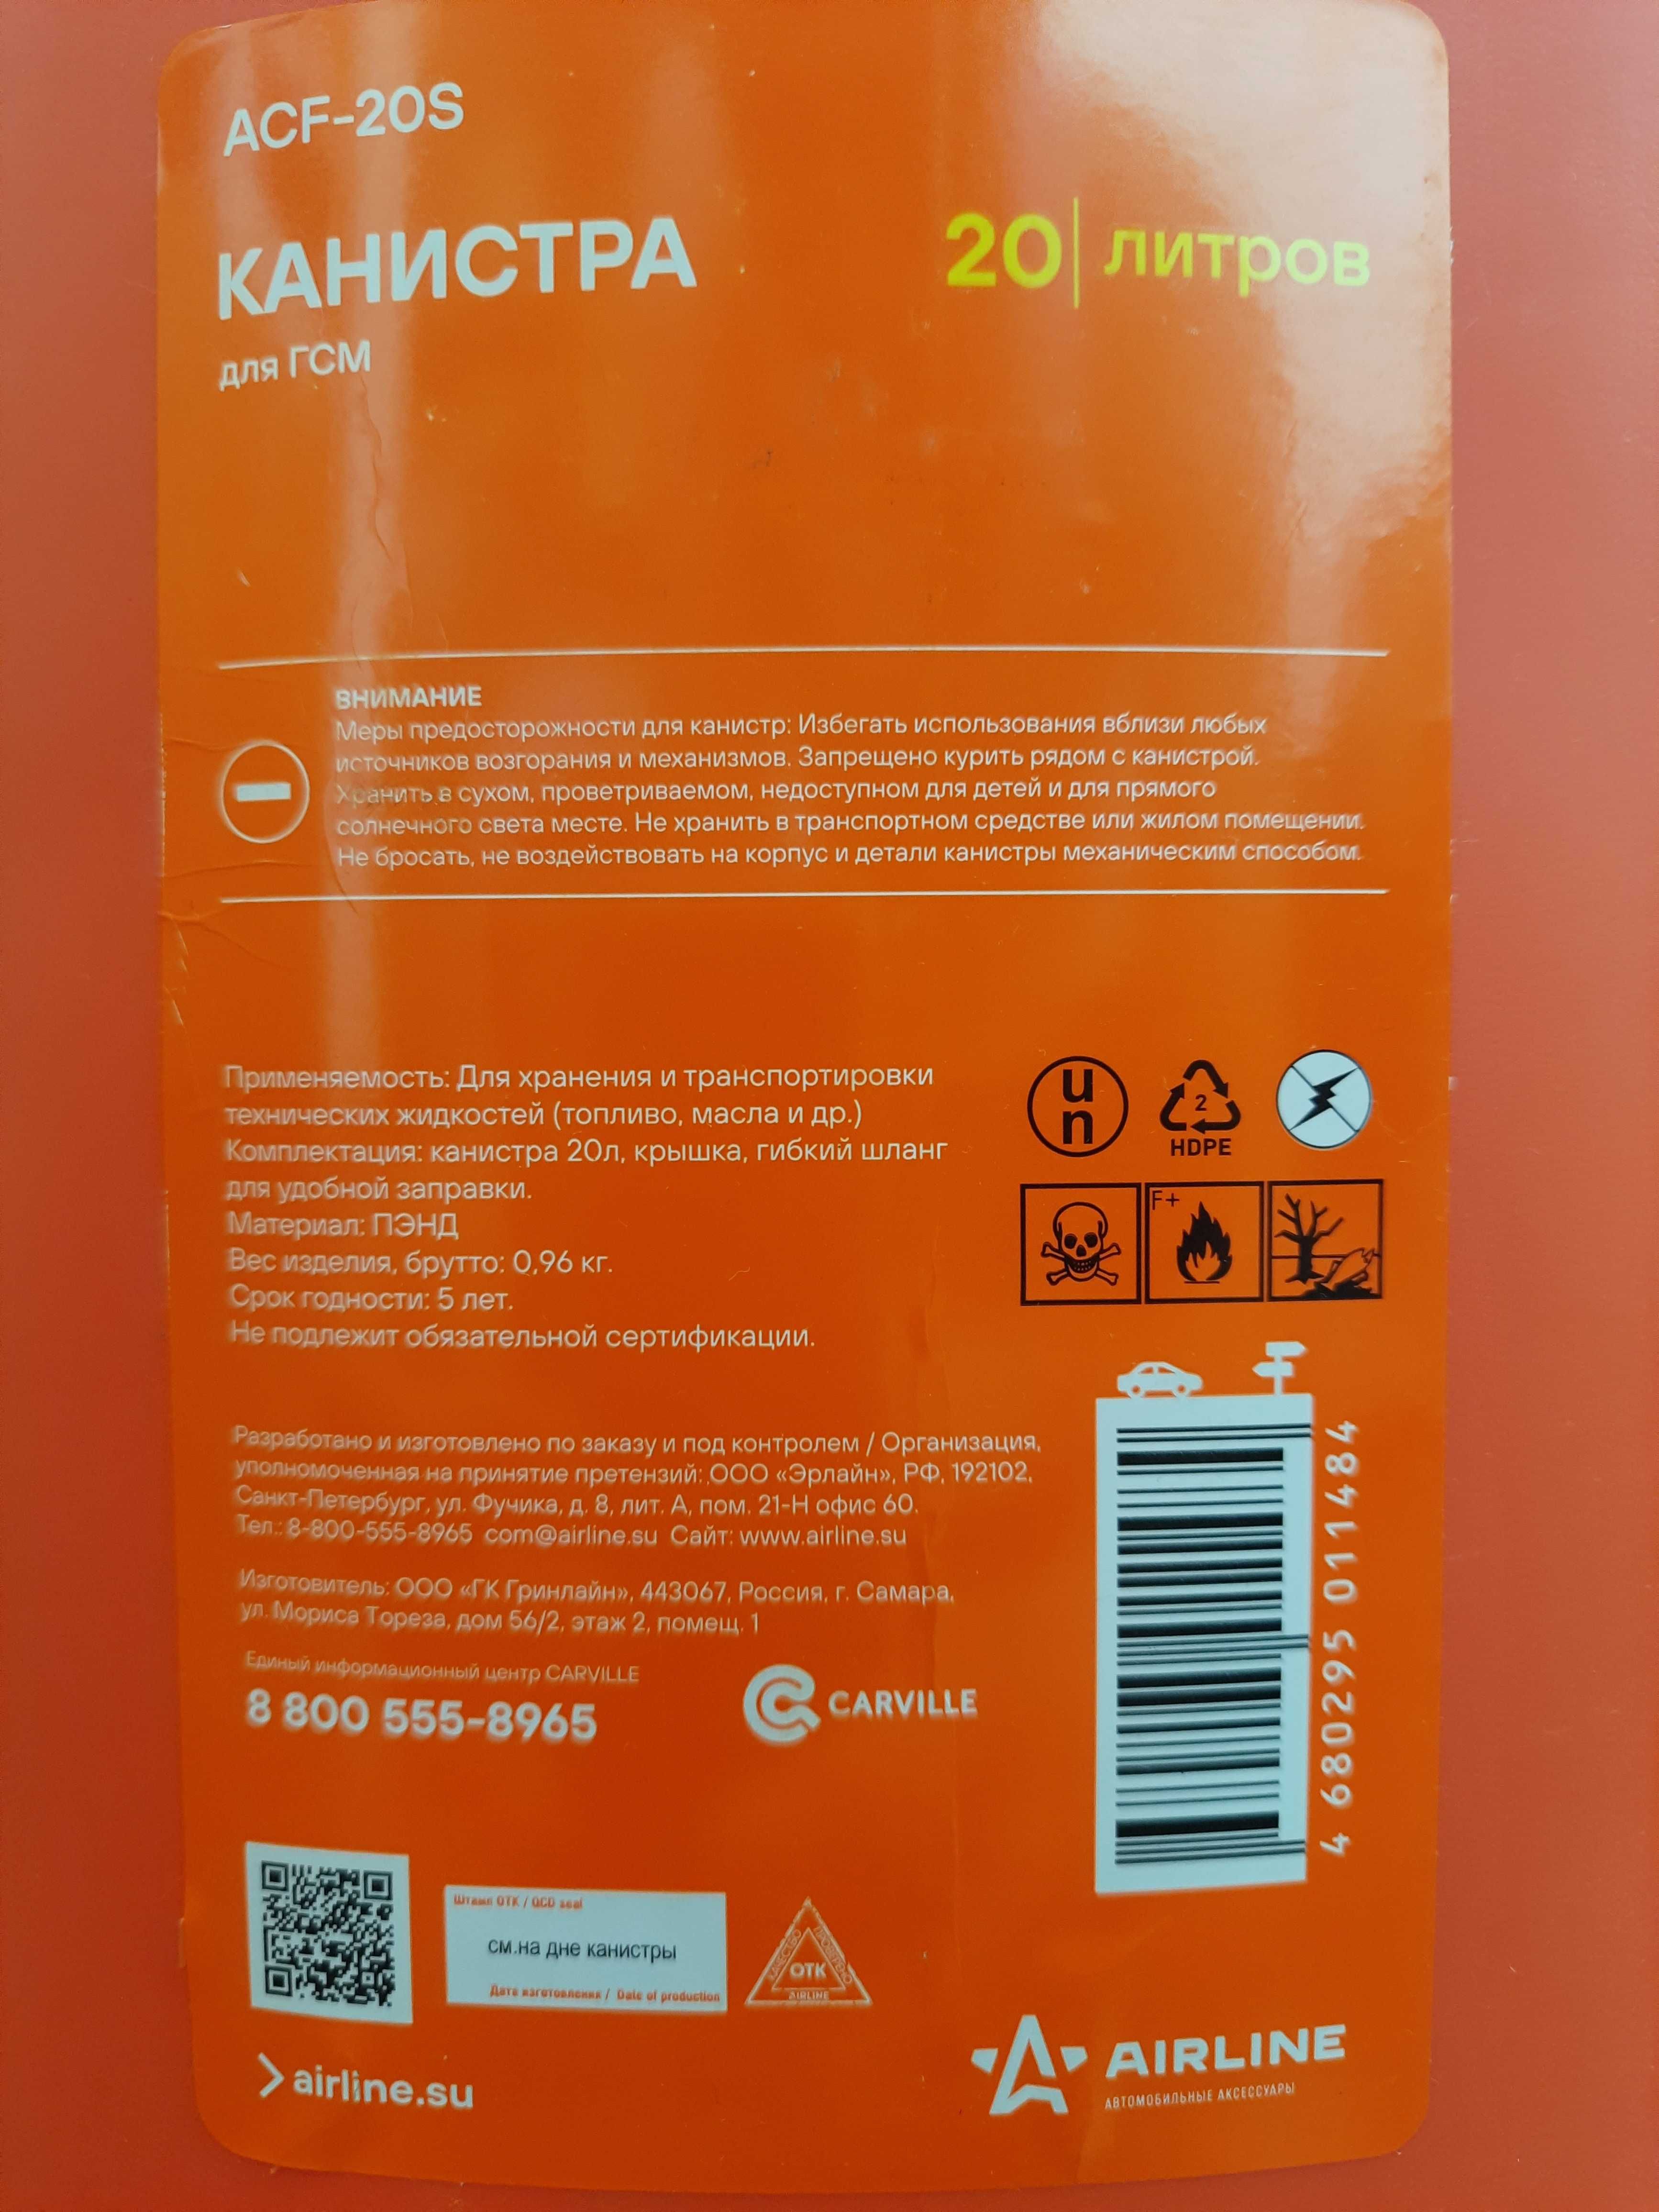 ACF-20S
КАНИСТРА
20 | литров
для ГСМ
ВНИМАНИЕ
Меры предосторожности для канистр: Избегать использования вблизи любых
источников возгорания и механизмов. Запрещено курить рядом с канистрой.
Хранить в сухом, проветриваемом, недоступном для детей и для прямого
солнечного света месте. Не хранить в транспортном средстве или жилом помещении.
Не бросать, не воздействовать на корпус и детали канистры механическим способом.
Применяемость: Для хранения и транспортировки
технических жидкостей (топливо, масла и др.)
Комплектация: канистра 20л, крышка, гибкий шланг
для удобной заправки.
Материал: ПЭНД
Вес изделия, брутто: 0,96 кг.
Срок годности: 5 лет.
Не подлежит обязательной сертификации.
un
2
HDPE
F+
Разработано и изготовлено по заказу и под контролем / Организация,
уполномоченная на принятие претензий: ООО «Эрлайн», РФ, 192102,
Санкт-Петербург, ул. Фучика, д. 8, лит. А, пом. 21-Н офис 60.
Тел.: 8-800-555-8965 com@airline.su Сайт: www.airline.su
Изготовитель: ООО «ГК Гринлайн», 443067, Россия, г. Самара,
ул. Мориса Тореза, дом 56/2, этаж 2, помещ. 1
Единый информационный центр CARVILLE
8 800 555-8965
CARVILLE
4 680295 011484
Штамп ОТК / QCD seal
см.на дне канистры
Дата изготовления / Date of production
КАЧЕСТВО ПРОВЕРЕНО
ОТК
AIRLINE
airline.su
AIRLINE
АВТОМОБИЛЬНЫЕ АКСЕССУАРЫ